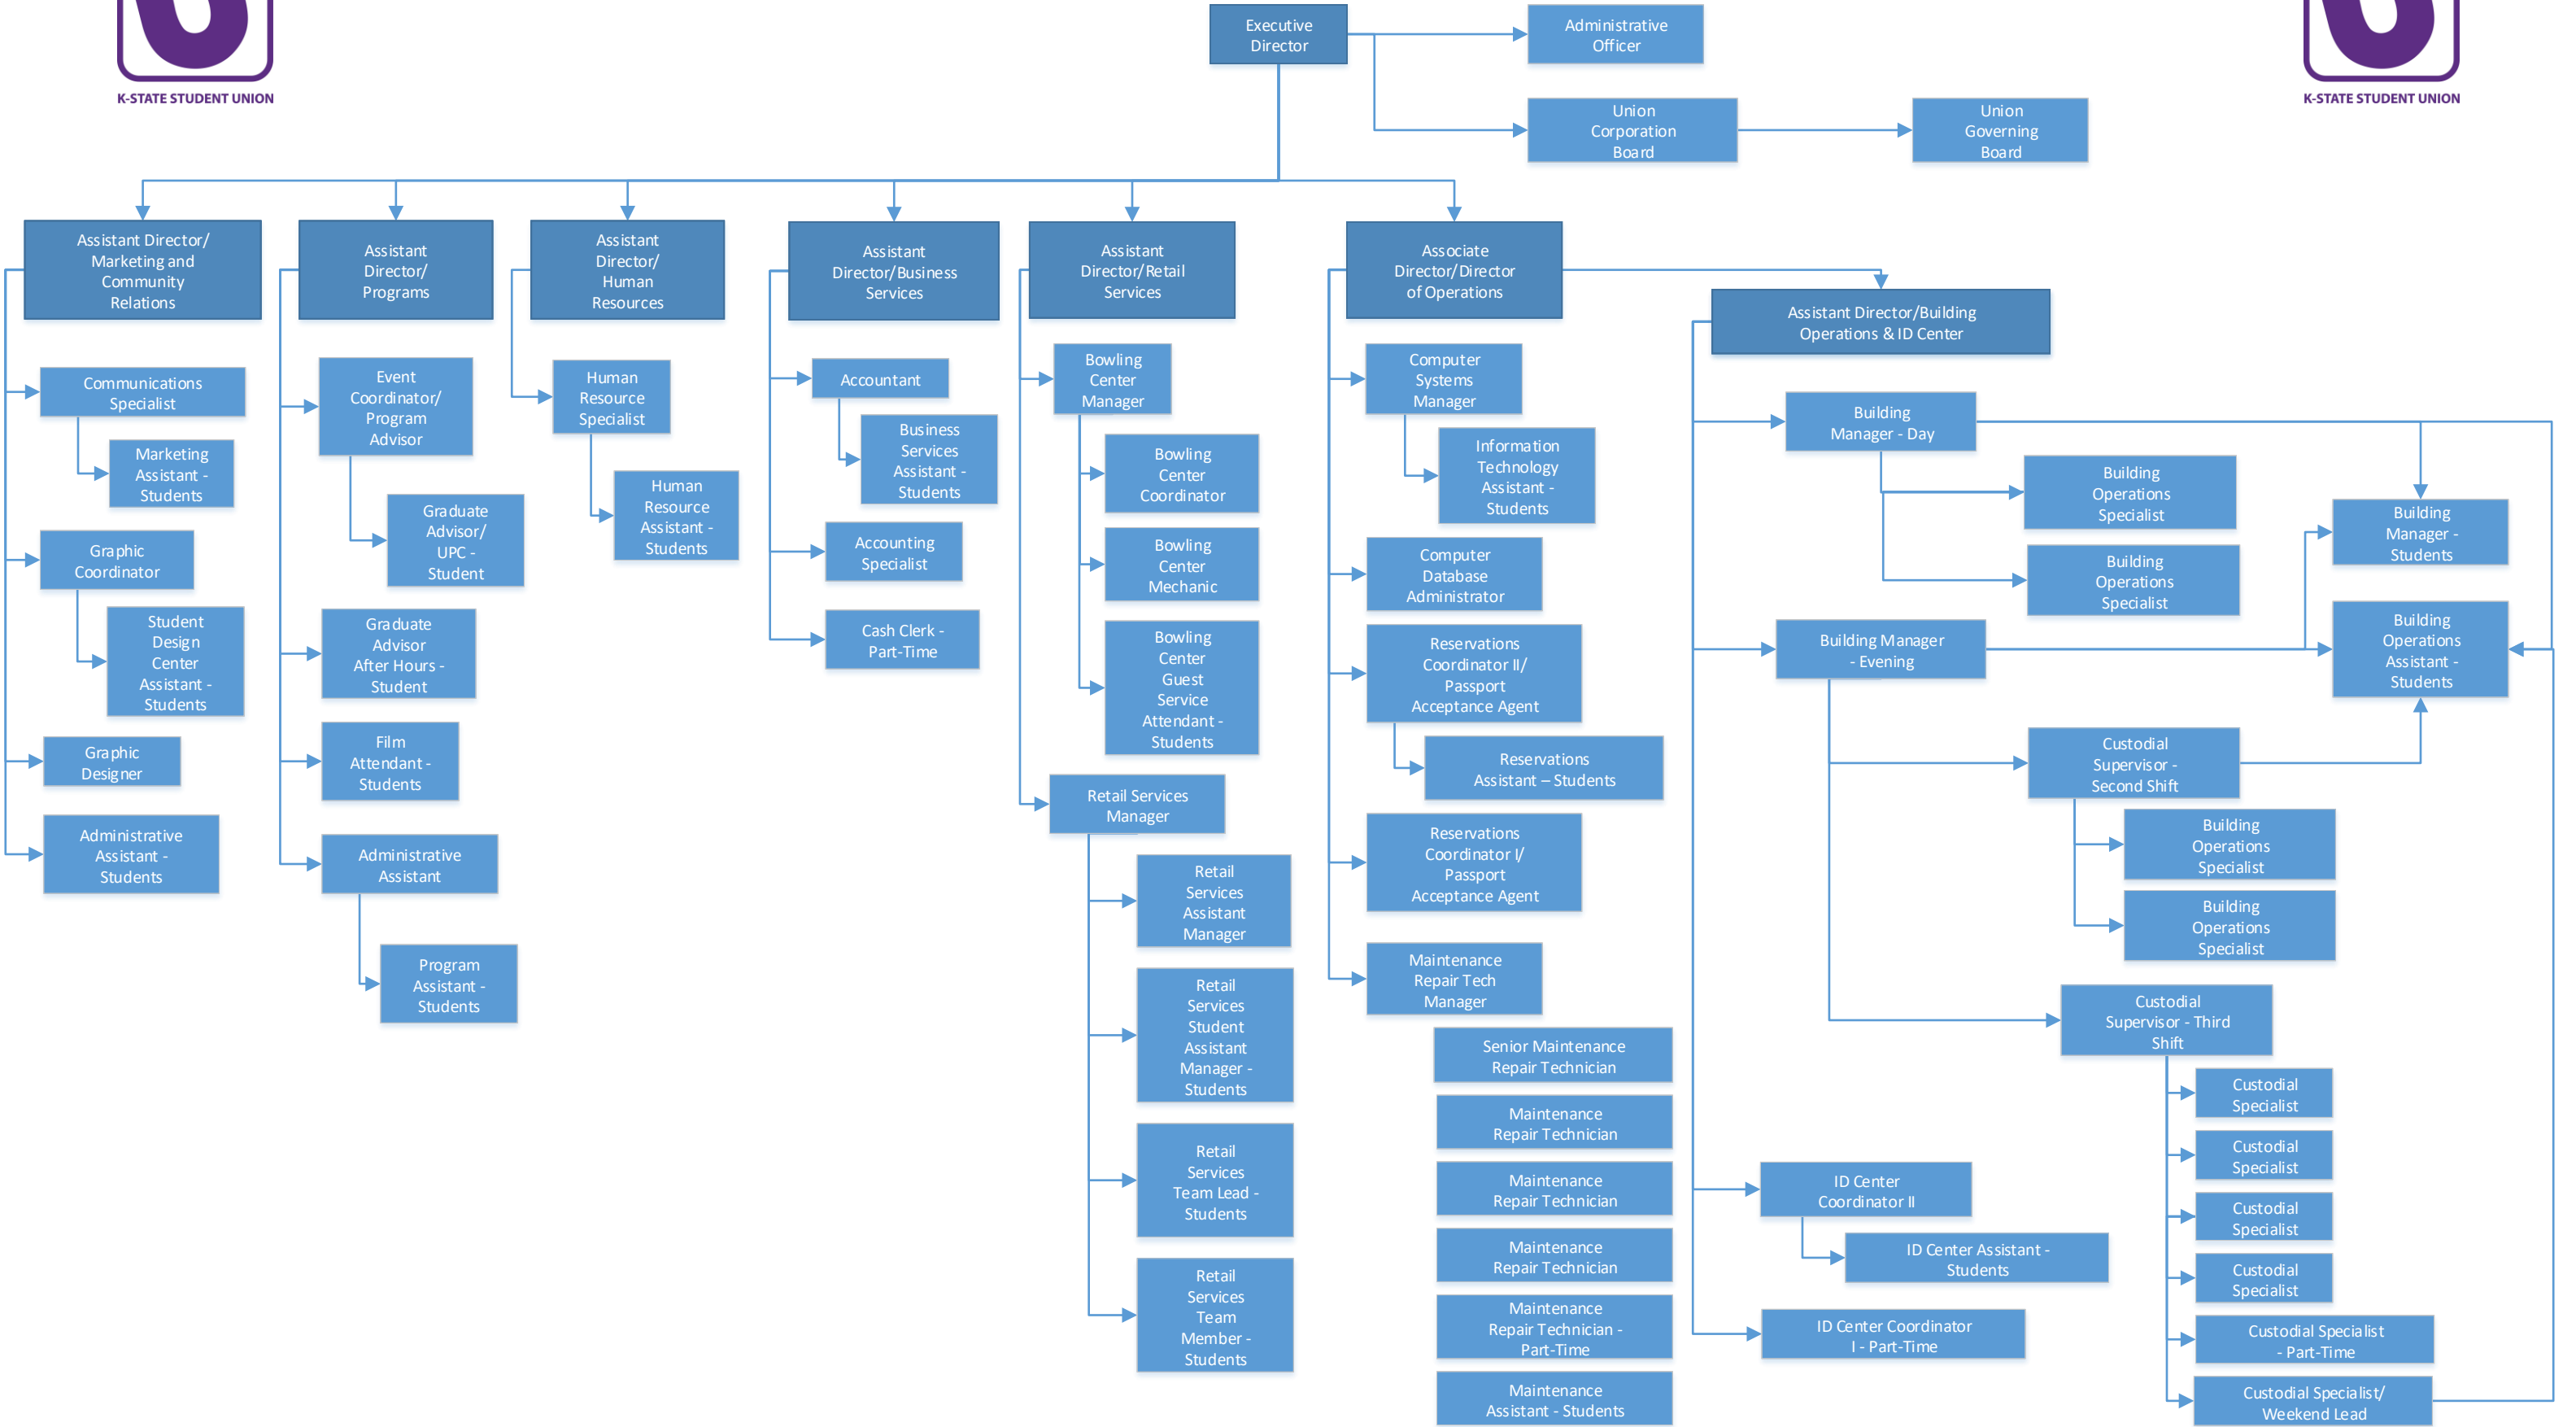 K-STATE STUDENT UNION
K-STATE STUDENT UNION
Executive
Director
Administrative
Officer
Union
Corporation
Board
Union
Governing
Board
Assistant Director/
Marketing and
Community
Relations
Communications
Specialist
Marketing
Assistant -
Students
Graphic
Coordinator
Student
Design
Center
Assistant -
Students
Graphic
Designer
Administrative
Assistant -
Students
Assistant
Director/
Programs
Event
Coordinator/
Program
Advisor
Graduate
Advisor/
UPC -
Student
Graduate
Advisor
After Hours -
Student
Film
Attendant -
Students
Administrative
Assistant
Program
Assistant -
Students
Assistant
Director/
Human
Resources
Human
Resource
Specialist
Human
Resource
Assistant -
Students
Assistant
Director/Business
Services
Accountant
Business
Services
Assistant -
Students
Accounting
Specialist
Cash Clerk -
Part-Time
Assistant
Director/Retail
Services
Bowling
Center
Manager
Bowling
Center
Coordinator
Bowling
Center
Mechanic
Bowling
Center
Guest
Service
Attendant -
Students
Retail Services
Manager
Retail
Services
Assistant
Manager
Retail
Services
Student
Assistant
Manager -
Students
Retail
Services
Team Lead -
Students
Retail
Services
Team
Member -
Students
Associate
Director/Director
of Operations
Computer
Systems
Manager
Information
Technology
Assistant -
Students
Computer
Database
Administrator
Reservations
Coordinator II/
Passport
Acceptance Agent
Reservations
Assistant – Students
Reservations
Coordinator I/
Passport
Acceptance Agent
Maintenance
Repair Tech
Manager
Senior Maintenance
Repair Technician
Maintenance
Repair Technician
Maintenance
Repair Technician
Maintenance
Repair Technician
Maintenance
Repair Technician -
Part-Time
Maintenance
Assistant - Students
Assistant Director/Building
Operations & ID Center
Building
Manager - Day
Building
Operations
Specialist
Building
Operations
Specialist
Building
Manager -
Students
Building Manager
- Evening
Building
Operations
Assistant -
Students
Custodial
Supervisor -
Second Shift
Building
Operations
Specialist
Building
Operations
Specialist
Custodial
Supervisor - Third
Shift
Custodial
Specialist
Custodial
Specialist
Custodial
Specialist
Custodial
Specialist
Custodial Specialist
- Part-Time
Custodial Specialist/
Weekend Lead
ID Center
Coordinator II
ID Center Assistant -
Students
ID Center Coordinator
I - Part-Time